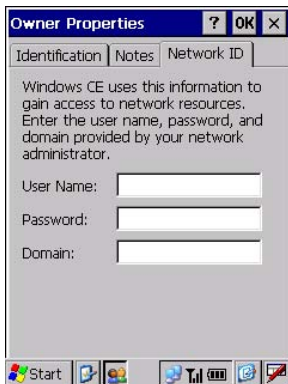 Owner Properties ? OK ×
Identification Notes Network ID
Windows CE uses this information to
gain access to network resources.
Enter the user name, password, and
domain provided by your network
administrator.
User Name:
Password:
Domain:
Start